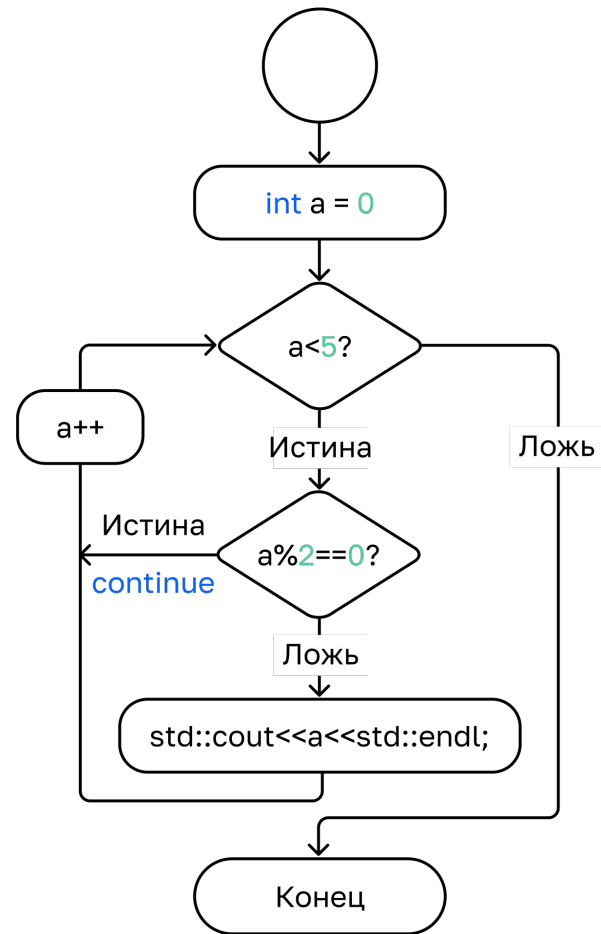 int a = 0
a<5?
a++
Истина
Ложь
Истина
a%2==0?
continue
Ложь
std::cout<<a<<std::endl;
Конец